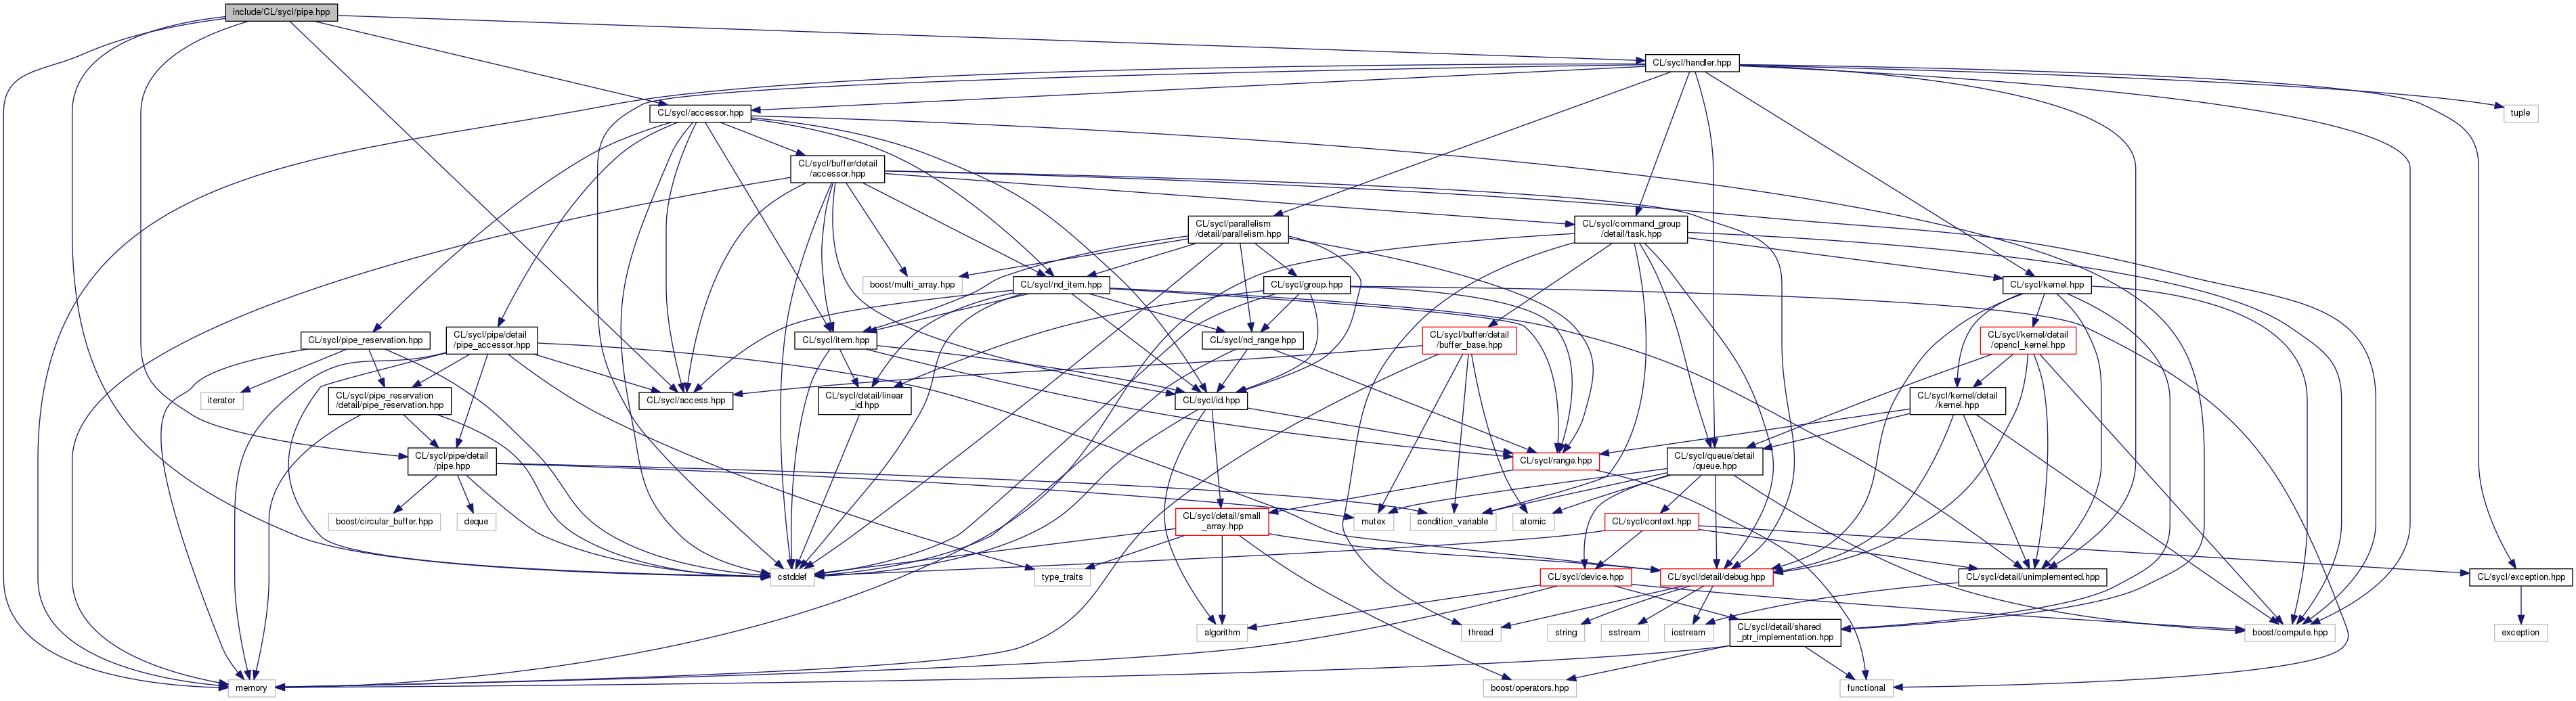 include/CL/sycl/pipe.hpp
CL/sycl/handler.hpp
CL/sycl/accessor.hpp
tuple
CL/sycl/buffer/detail
/accessor.hpp
CL/sycl/parallelism
/detail/parallelism.hpp
CL/sycl/command_group
/detail/task.hpp
boost/multi_array.hpp
CL/sycl/nd_item.hpp
CL/sycl/group.hpp
CL/sycl/kernel.hpp
CL/sycl/pipe_reservation.hpp
CL/sycl/pipe/detail
/pipe_accessor.hpp
CL/sycl/item.hpp
CL/sycl/nd_range.hpp
CL/sycl/buffer/detail
/buffer_base.hpp
CL/sycl/kernel/detail
/opencl_kernel.hpp
iterator
CL/sycl/pipe_reservation
/detail/pipe_reservation.hpp
CL/sycl/access.hpp
CL/sycl/detail/linear
_id.hpp
CL/sycl/id.hpp
CL/sycl/kernel/detail
/kernel.hpp
CL/sycl/pipe/detail
/pipe.hpp
CL/sycl/range.hpp
CL/sycl/queue/detail
/queue.hpp
boost/circular_buffer.hpp
deque
CL/sycl/detail/small
_array.hpp
mutex
condition_variable
atomic
CL/sycl/context.hpp
cstddef
type_traits
CL/sycl/device.hpp
CL/sycl/detail/debug.hpp
CL/sycl/detail/unimplemented.hpp
CL/sycl/exception.hpp
algorithm
thread
string
sstream
iostream
CL/sycl/detail/shared
_ptr_implementation.hpp
boost/compute.hpp
exception
memory
boost/operators.hpp
functional